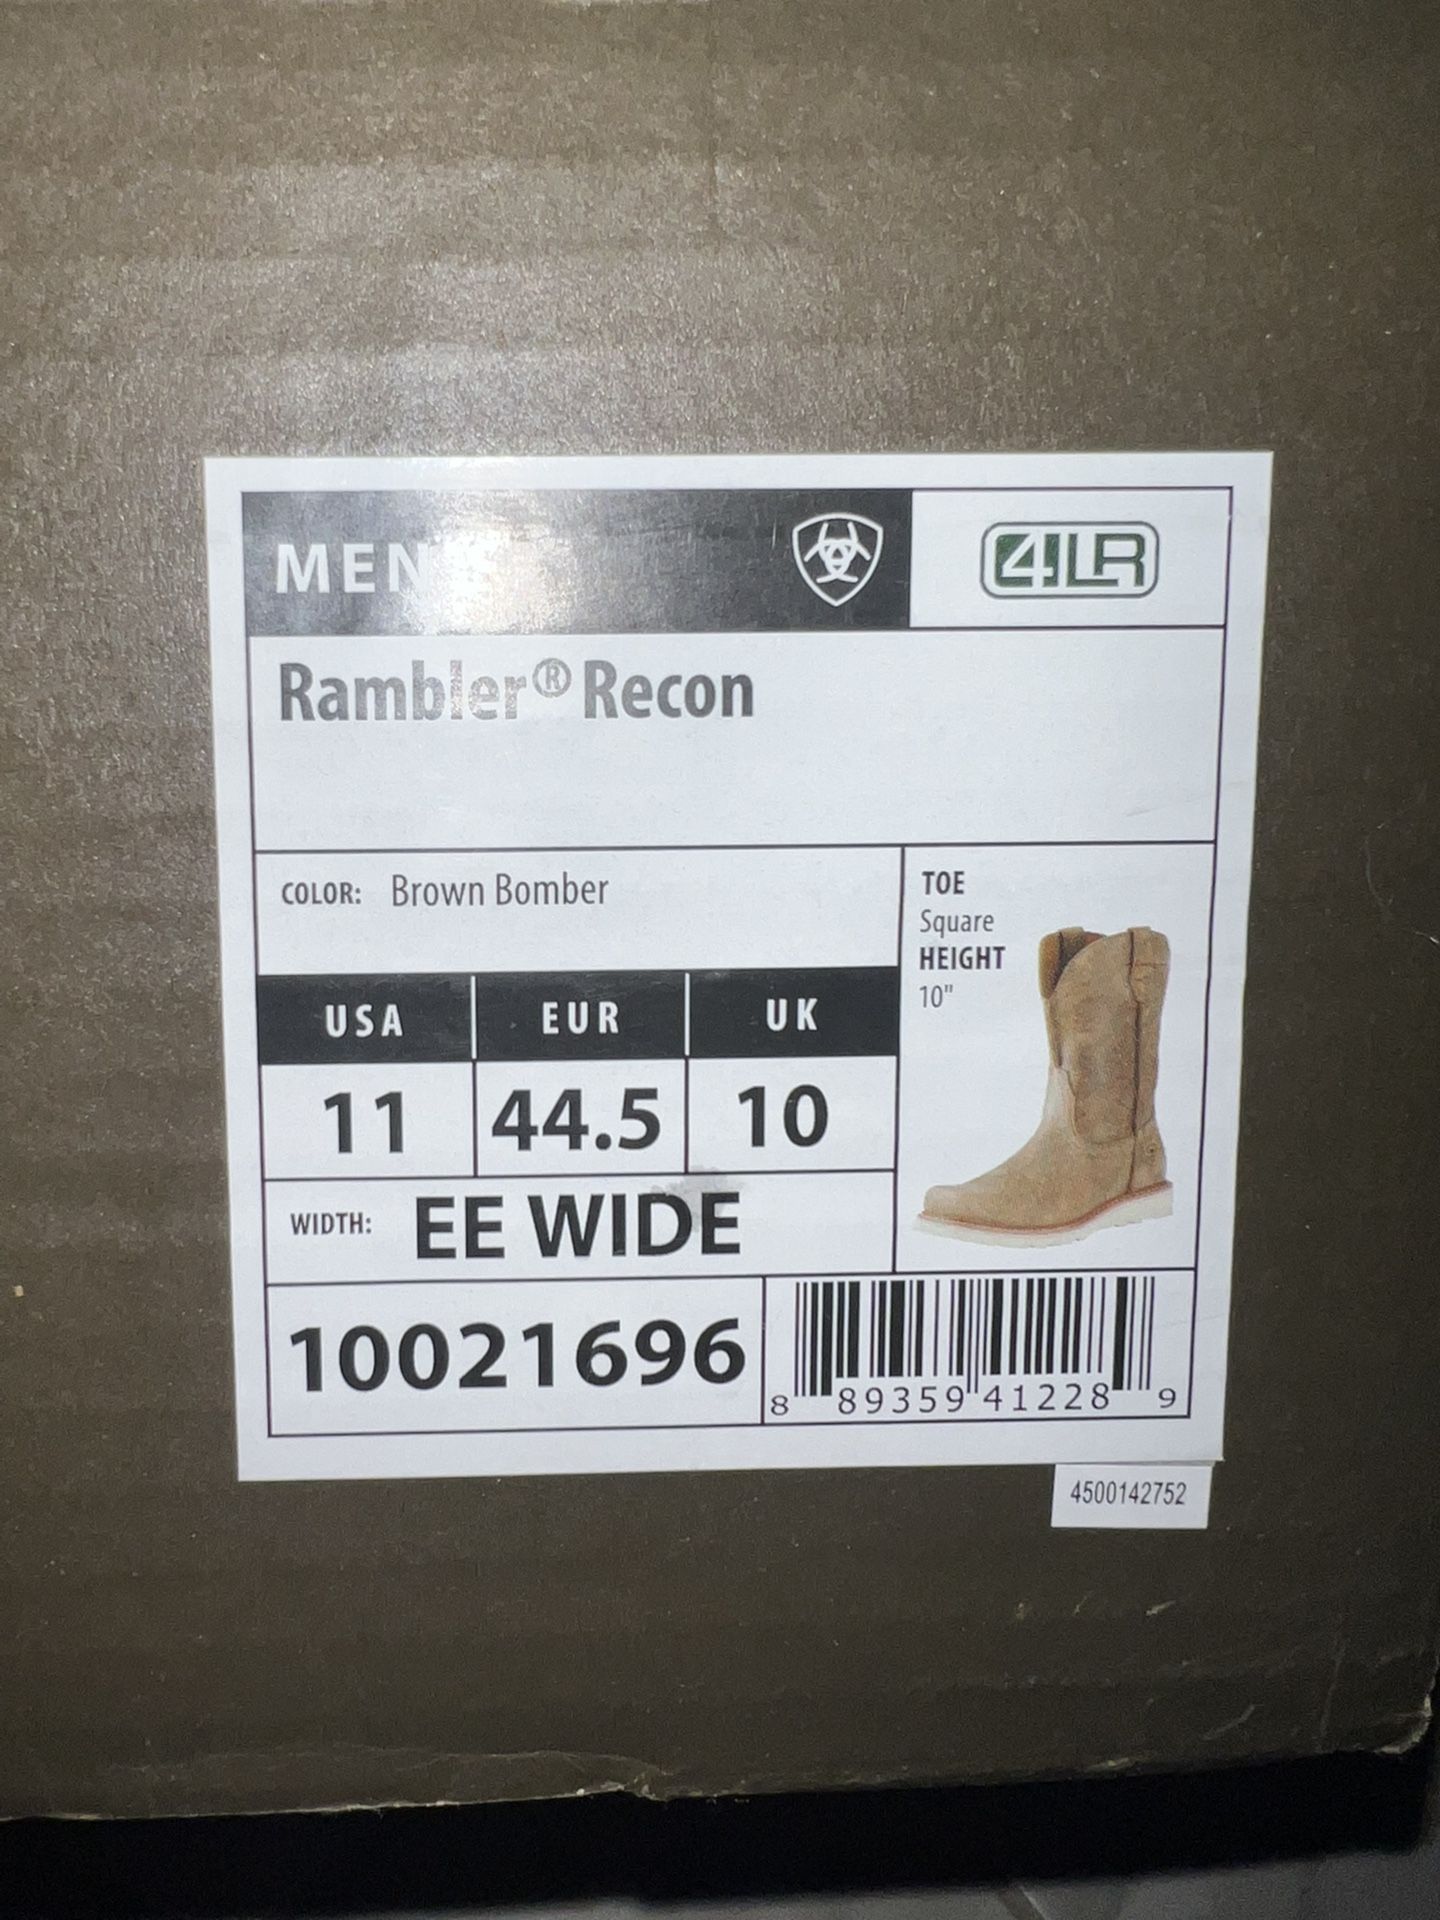 MEN
4LR
Rambler® Recon
COLOR: Brown Bomber
TOE
Square
HEIGHT
10"
USA EUR UK
11 44.5 10
WIDTH: EE WIDE
10021696
8 89359 41228 9
4500142752